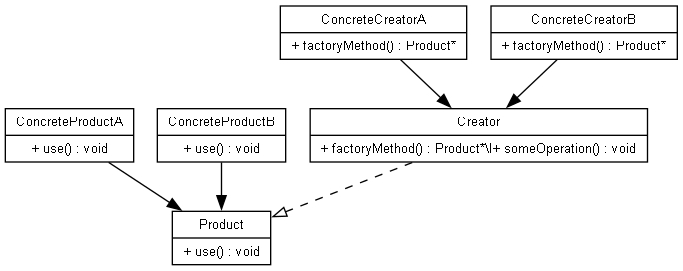 ConcreteCreatorA
+ factoryMethod() : Product*
ConcreteCreatorB
+ factoryMethod() : Product*
ConcreteProductA
+ use() : void
ConcreteProductB
+ use() : void
Creator
+ factoryMethod() : Product*\l+ someOperation() : void
Product
+ use() : void